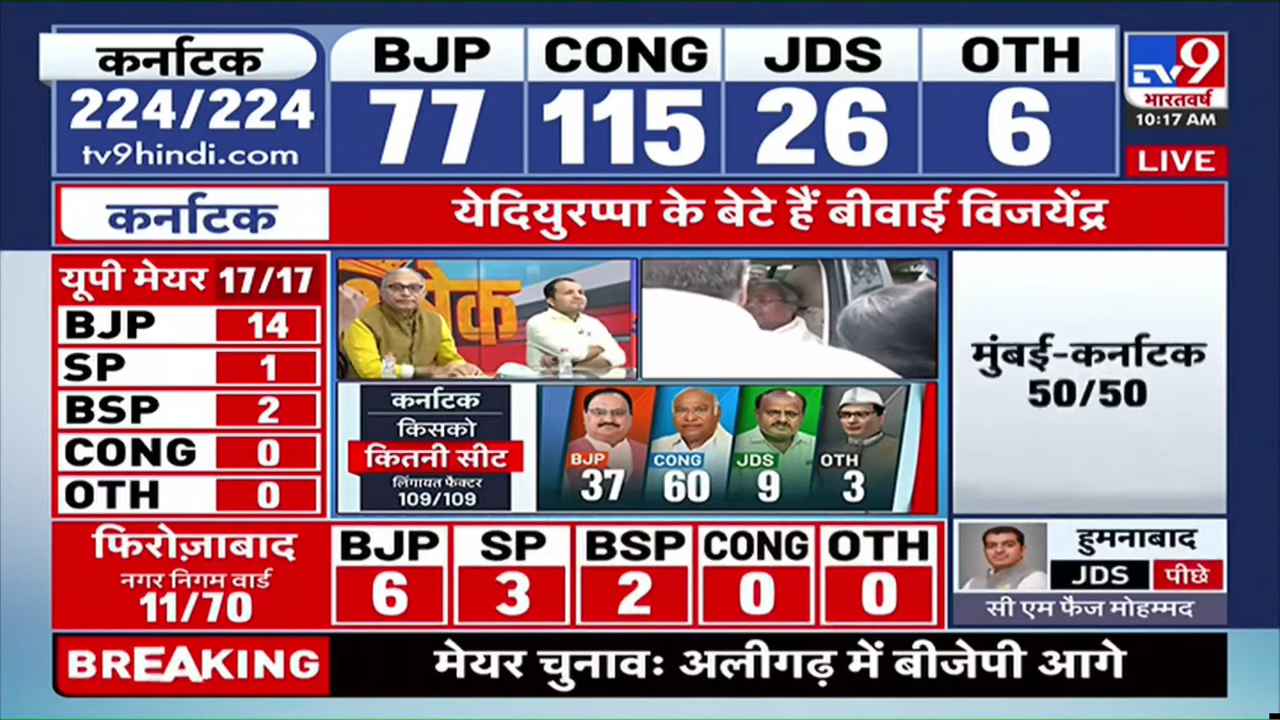 कर्नाटक
224/224
tv9hindi.com
BJP CONG JDS OTH
77 115 26 6
TV9
भारतवर्ष
10:17 AM
LIVE
कर्नाटक
येदियुरप्पा के बेटे हैं बीवाई विजयेंद्र
यूपी मेयर 17/17
BJP 14
SP 1
BSP 2
CONG 0
OTH 0
कर्नाटक
किसको
कितनी सीट
लिंगायत फैक्टर
109/109
BJP CONG JDS OTH
37 60 9 3
मुंबई-कर्नाटक
50/50
फिरोज़ाबाद
नगर निगम वार्ड
11/70
BJP SP BSP CONG OTH
6 3 2 0 0
हुमनाबाद
JDS पीछे
सी एम फैज मोहम्मद
BREAKING
मेयर चुनावः अलीगढ़ में बीजेपी आगे